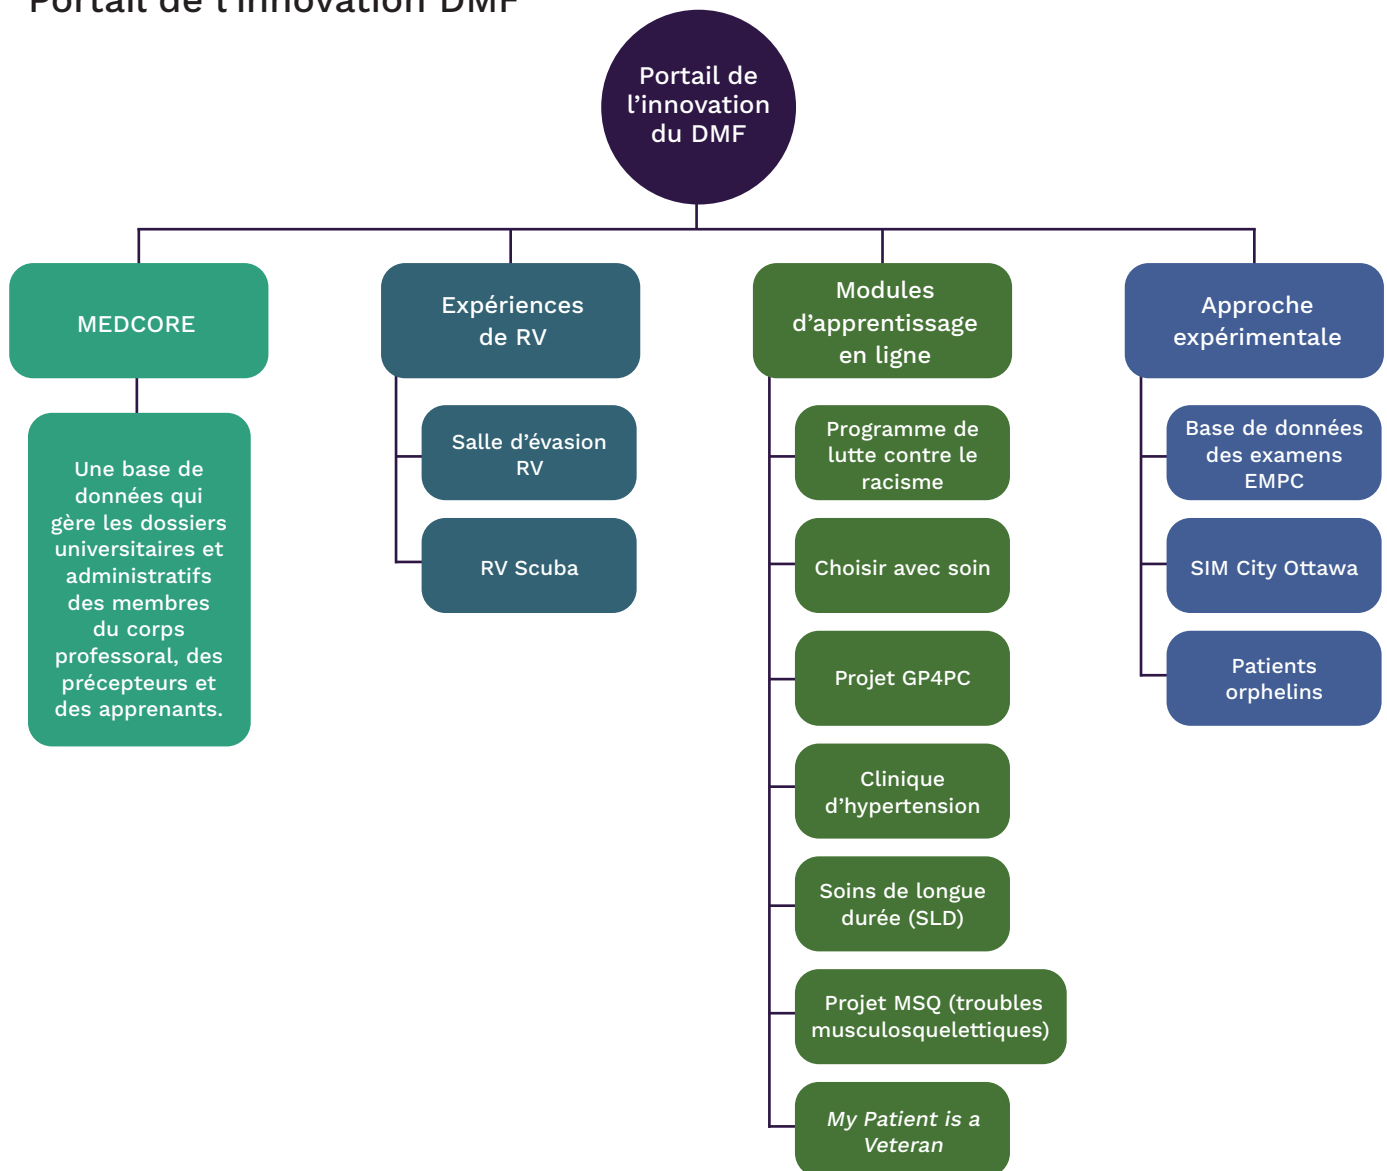 Portail de l'innovation DMF
Portail de
l'innovation
du DMF
MEDCORE
Une base de
données qui
gère les dossiers
universitaires et
administratifs
des membres
du corps
professoral, des
précepteurs et
des apprenants.
Expériences
de RV
Salle d'évasion
RV
RV Scuba
Modules
d'apprentissage
en ligne
Programme de
lutte contre le
racisme
Choisir avec soin
Projet GP4PC
Clinique
d'hypertension
Soins de longue
durée (SLD)
Projet MSQ (troubles
musculosquelettiques)
My Patient is a
Veteran
Approche
expérimentale
Base de données
des examens
EMPC
SIM City Ottawa
Patients
orphelins